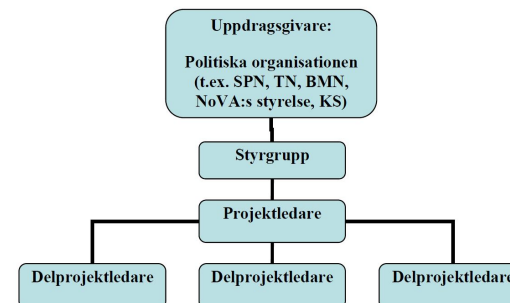 Uppdragsgivare:
Politiska organisationen
(t.ex. SPN, TN, BMN,
NoVA:s styrelse, KS)
Styrgrupp
Projektledare
Delprojektledare
Delprojektledare
Delprojektledare